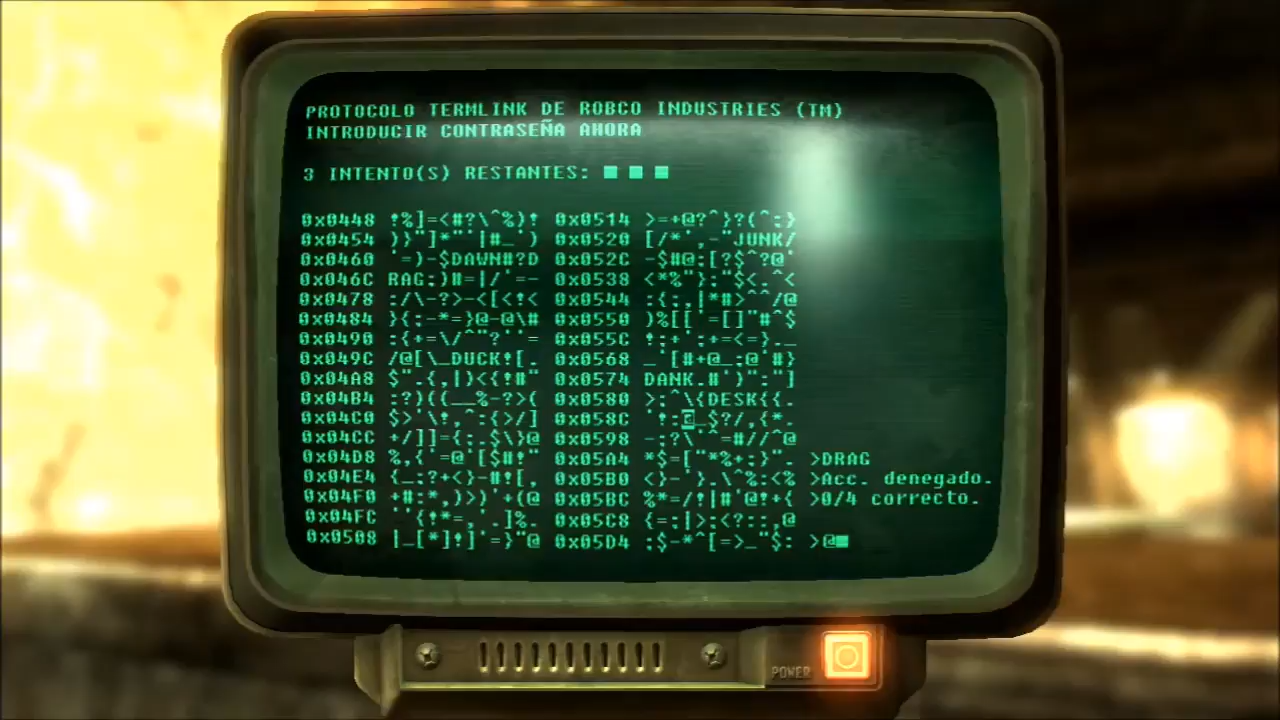 PROTOCOLO TERMLINK DE ROBCO INDUSTRIES (TM)
INTRODUCIR CONTRASEÑA AHORA
3 INTENTO(S) RESTANTES: ■ ■ ■
0x0448 !%]=<#?\^%)! 0x0514 >=+@?^}?(^:}
0x0454 )}"]*"'|#_') 0x0520 [/*',-"JUNK/
0x0460 '=)-$DAWN#?D 0x052C -$#@:[?$^?@'
0x046C RAG:)#=|/'=- 0x0538 <*%"}:"$<.^<
0x0478 :/\-?>-<[<!< 0x0544 :{:,|*#>^^/@
0x0484 }{;-*=}@-@\# 0x0550 )%[['=[]"#^$
0x0490 :{+=\/^"?''= 0x055C !;+';+=<=}._
0x049C /@[\_DUCK![. 0x0568 _'[#+@_;@'#}
0x04A8 $".{,|)<{!#" 0x0574 DANK.#')":"]
0x04B4 :?)((__%-?>( 0x0580 >;^\{DESK{{.
0x04C0 $>'\!,^:{>/] 0x058C '!:@_$?/,{*.
0x04CC +/]]={;.$\}@ 0x0598 -;?\'^=#//^@
0x04D8 %,{'=@'[$#!" 0x05A4 *$=["*%+;}". >DRAG
0x04E4 {_:?+<}-#![, 0x05B0 <}-'}.\^%:<% >Acc. denegado.
0x04F0 +#:*,)>)'+(@ 0x05BC %*=/!|#'@!+{ >0/4 correcto.
0x04FC ''{!*=,'.]%. 0x05C8 {=:|>:<?::,@
0x0508 |_[*]!]'=}"@ 0x05D4 ;$-*^[=>_"$: >@■
POWER